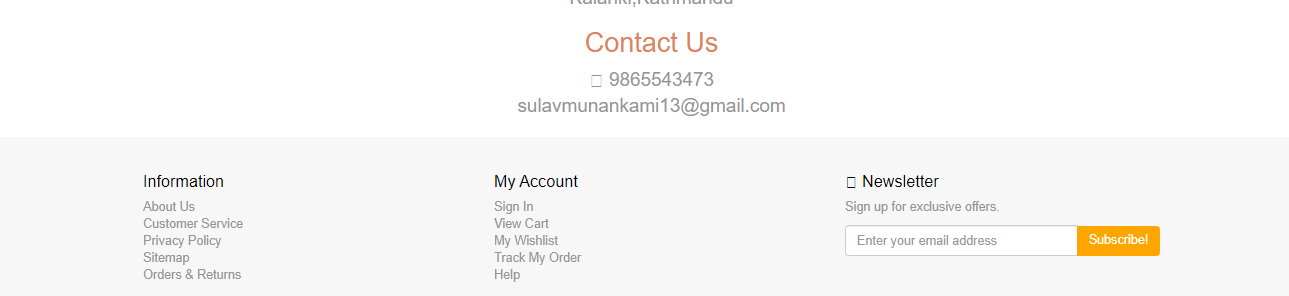 Kalanki,Kathmandu
Contact Us
9865543473
sulavmunankami13@gmail.com
Information
About Us
Customer Service
Privacy Policy
Sitemap
Orders & Returns
My Account
Sign In
View Cart
My Wishlist
Track My Order
Help
Newsletter
Sign up for exclusive offers.
Enter your email address
Subscribe!